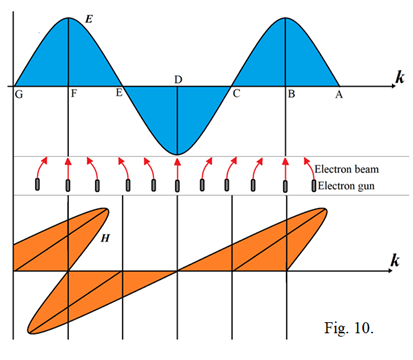 E
k
G F E D C B A
Electron beam
Electron gun
H
k
Fig. 10.